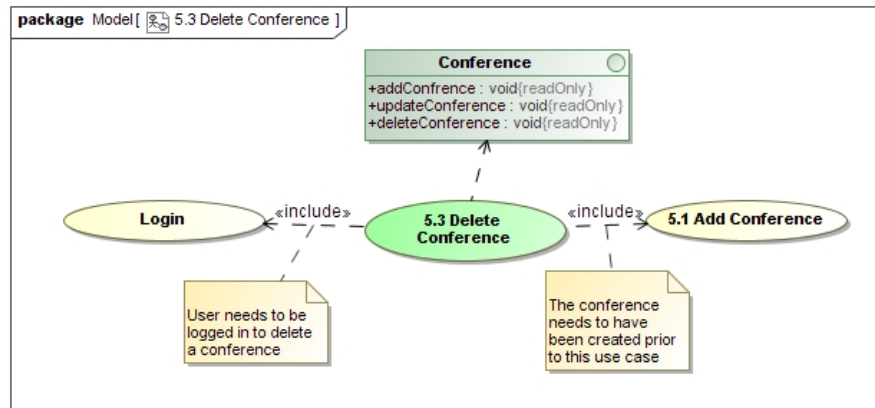 package Model[ 5.3 Delete Conference ]
Conference
+addConfrence : void{readOnly}
+updateConference : void{readOnly}
+deleteConference : void{readOnly}
Login
«include»
5.3 Delete
Conference
«include»
5.1 Add Conference
User needs to be
logged in to delete
a conference
The conference
needs to have
been created prior
to this use case